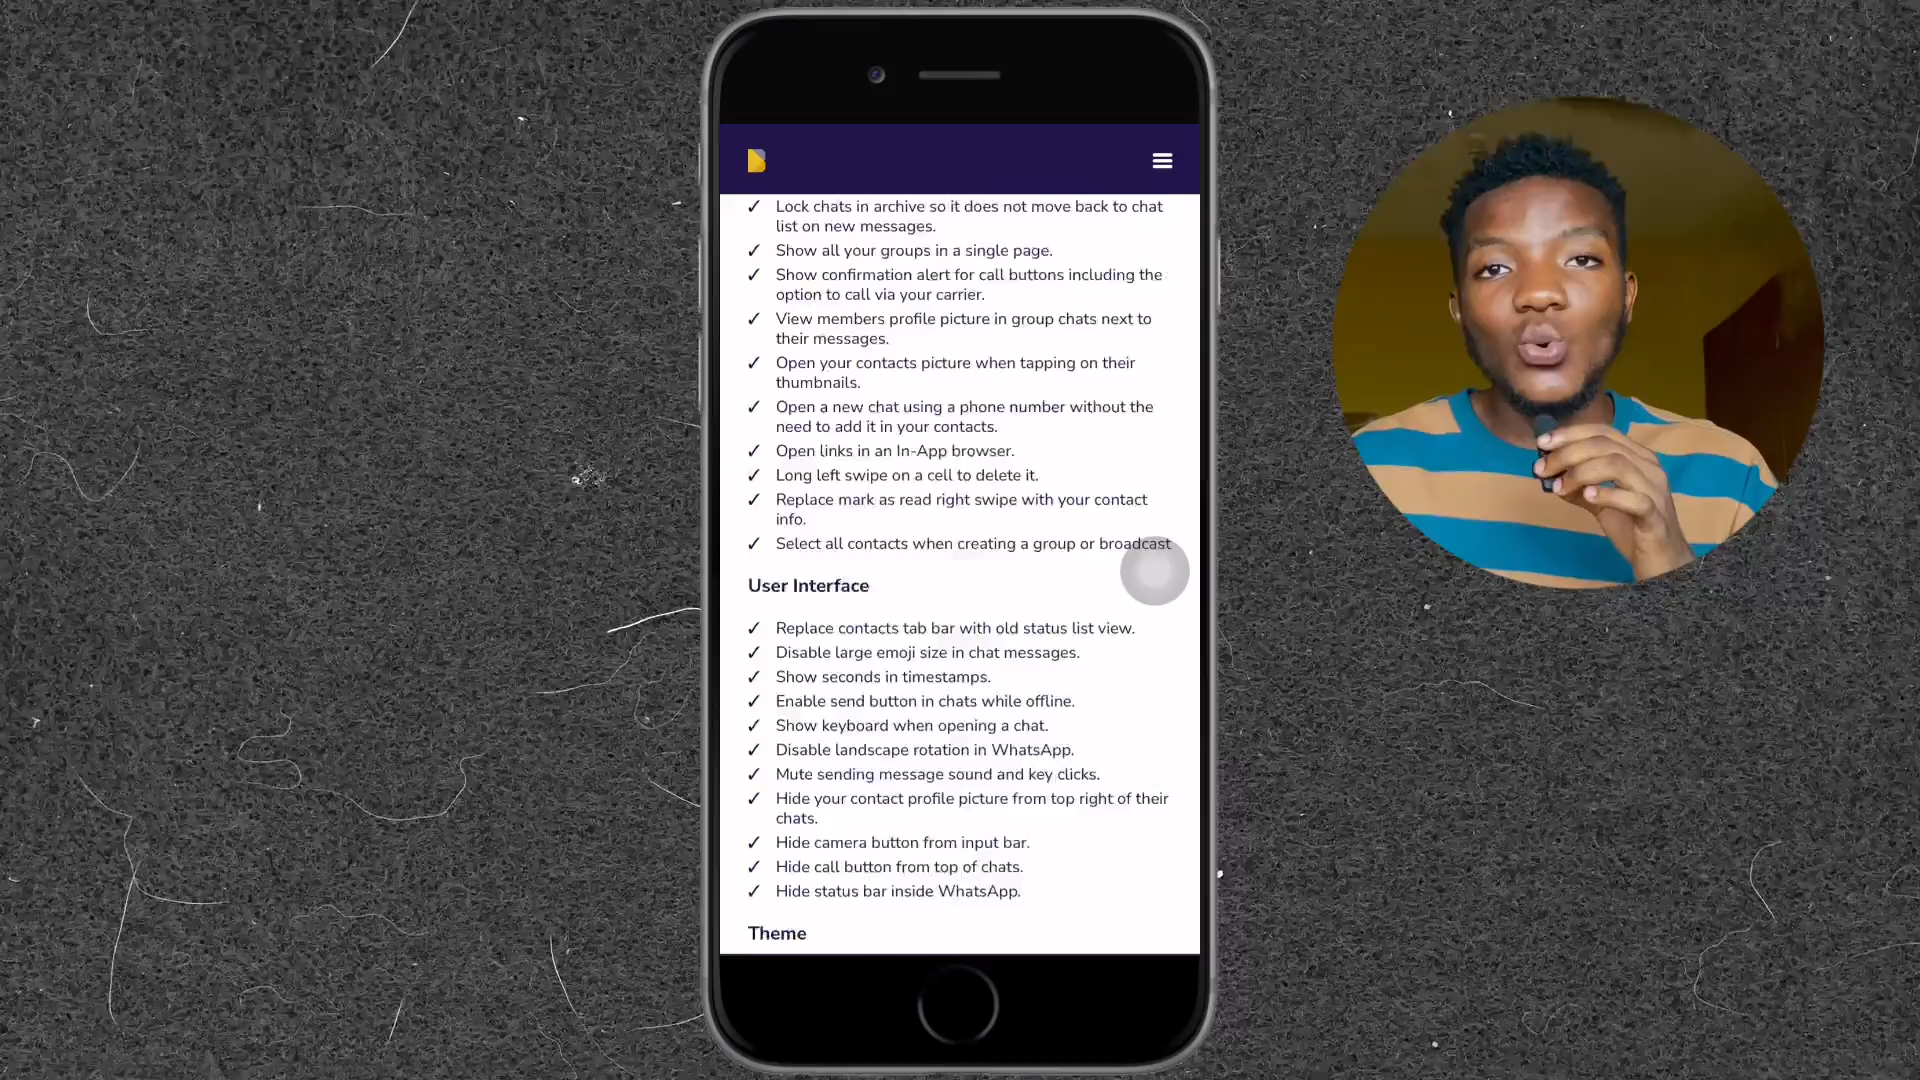 ✓ Lock chats in archive so it does not move back to chat
list on new messages.
✓ Show all your groups in a single page.
✓ Show confirmation alert for call buttons including the
option to call via your carrier.
✓ View members profile picture in group chats next to
their messages.
✓ Open your contacts picture when tapping on their
thumbnails.
✓ Open a new chat using a phone number without the
need to add it in your contacts.
✓ Open links in an In-App browser.
✓ Long left swipe on a cell to delete it.
✓ Replace mark as read right swipe with your contact
info.
✓ Select all contacts when creating a group or broadcast
User Interface
✓ Replace contacts tab bar with old status list view.
✓ Disable large emoji size in chat messages.
✓ Show seconds in timestamps.
✓ Enable send button in chats while offline.
✓ Show keyboard when opening a chat.
✓ Disable landscape rotation in WhatsApp.
✓ Mute sending message sound and key clicks.
✓ Hide your contact profile picture from top right of their
chats.
✓ Hide camera button from input bar.
✓ Hide call button from top of chats.
✓ Hide status bar inside WhatsApp.
Theme